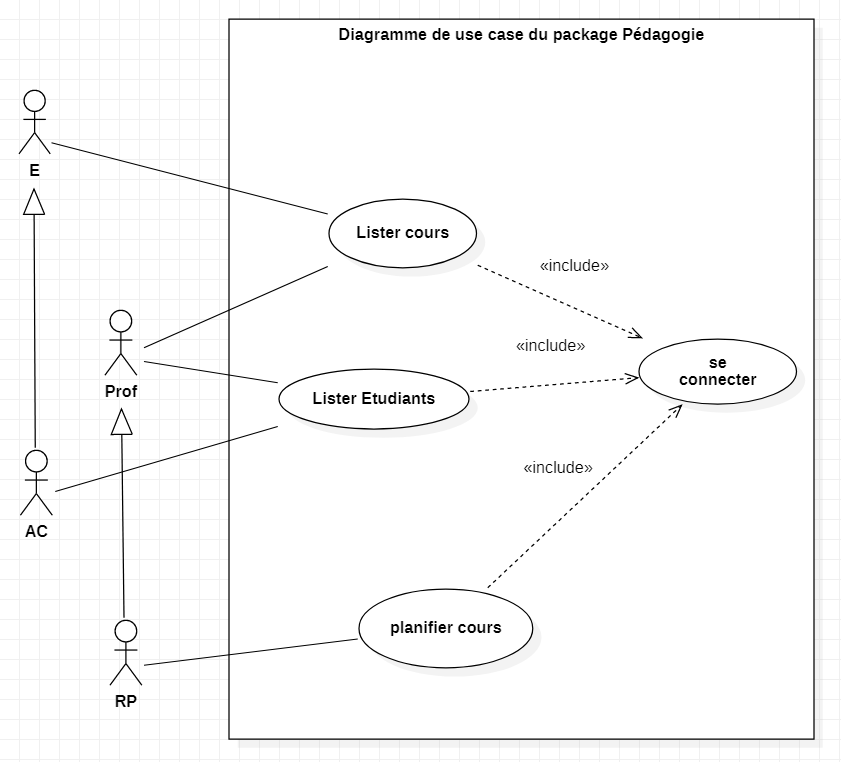 Diagramme de use case du package Pédagogie
E
Lister cours
«include»
Prof
«include»
se
connecter
Lister Etudiants
«include»
AC
planifier cours
RP